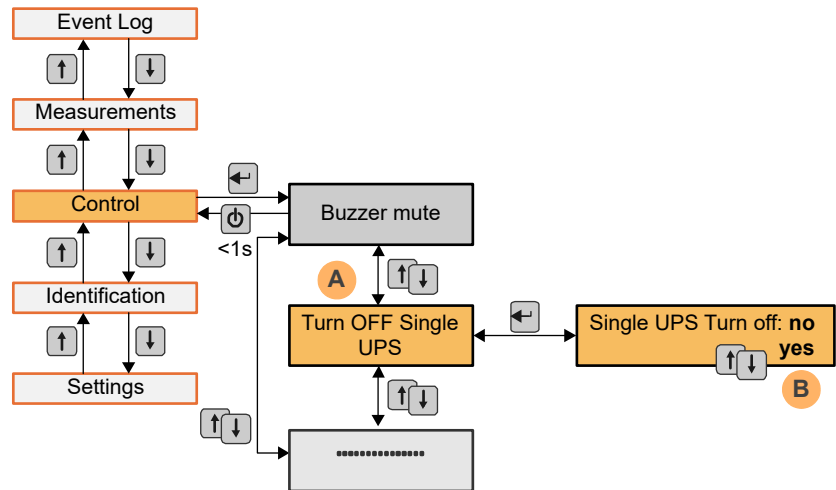 Event Log
Measurements
Control
Buzzer mute
<1s
A
Identification
Turn OFF Single
UPS
Single UPS Turn off: no
yes
B
Settings